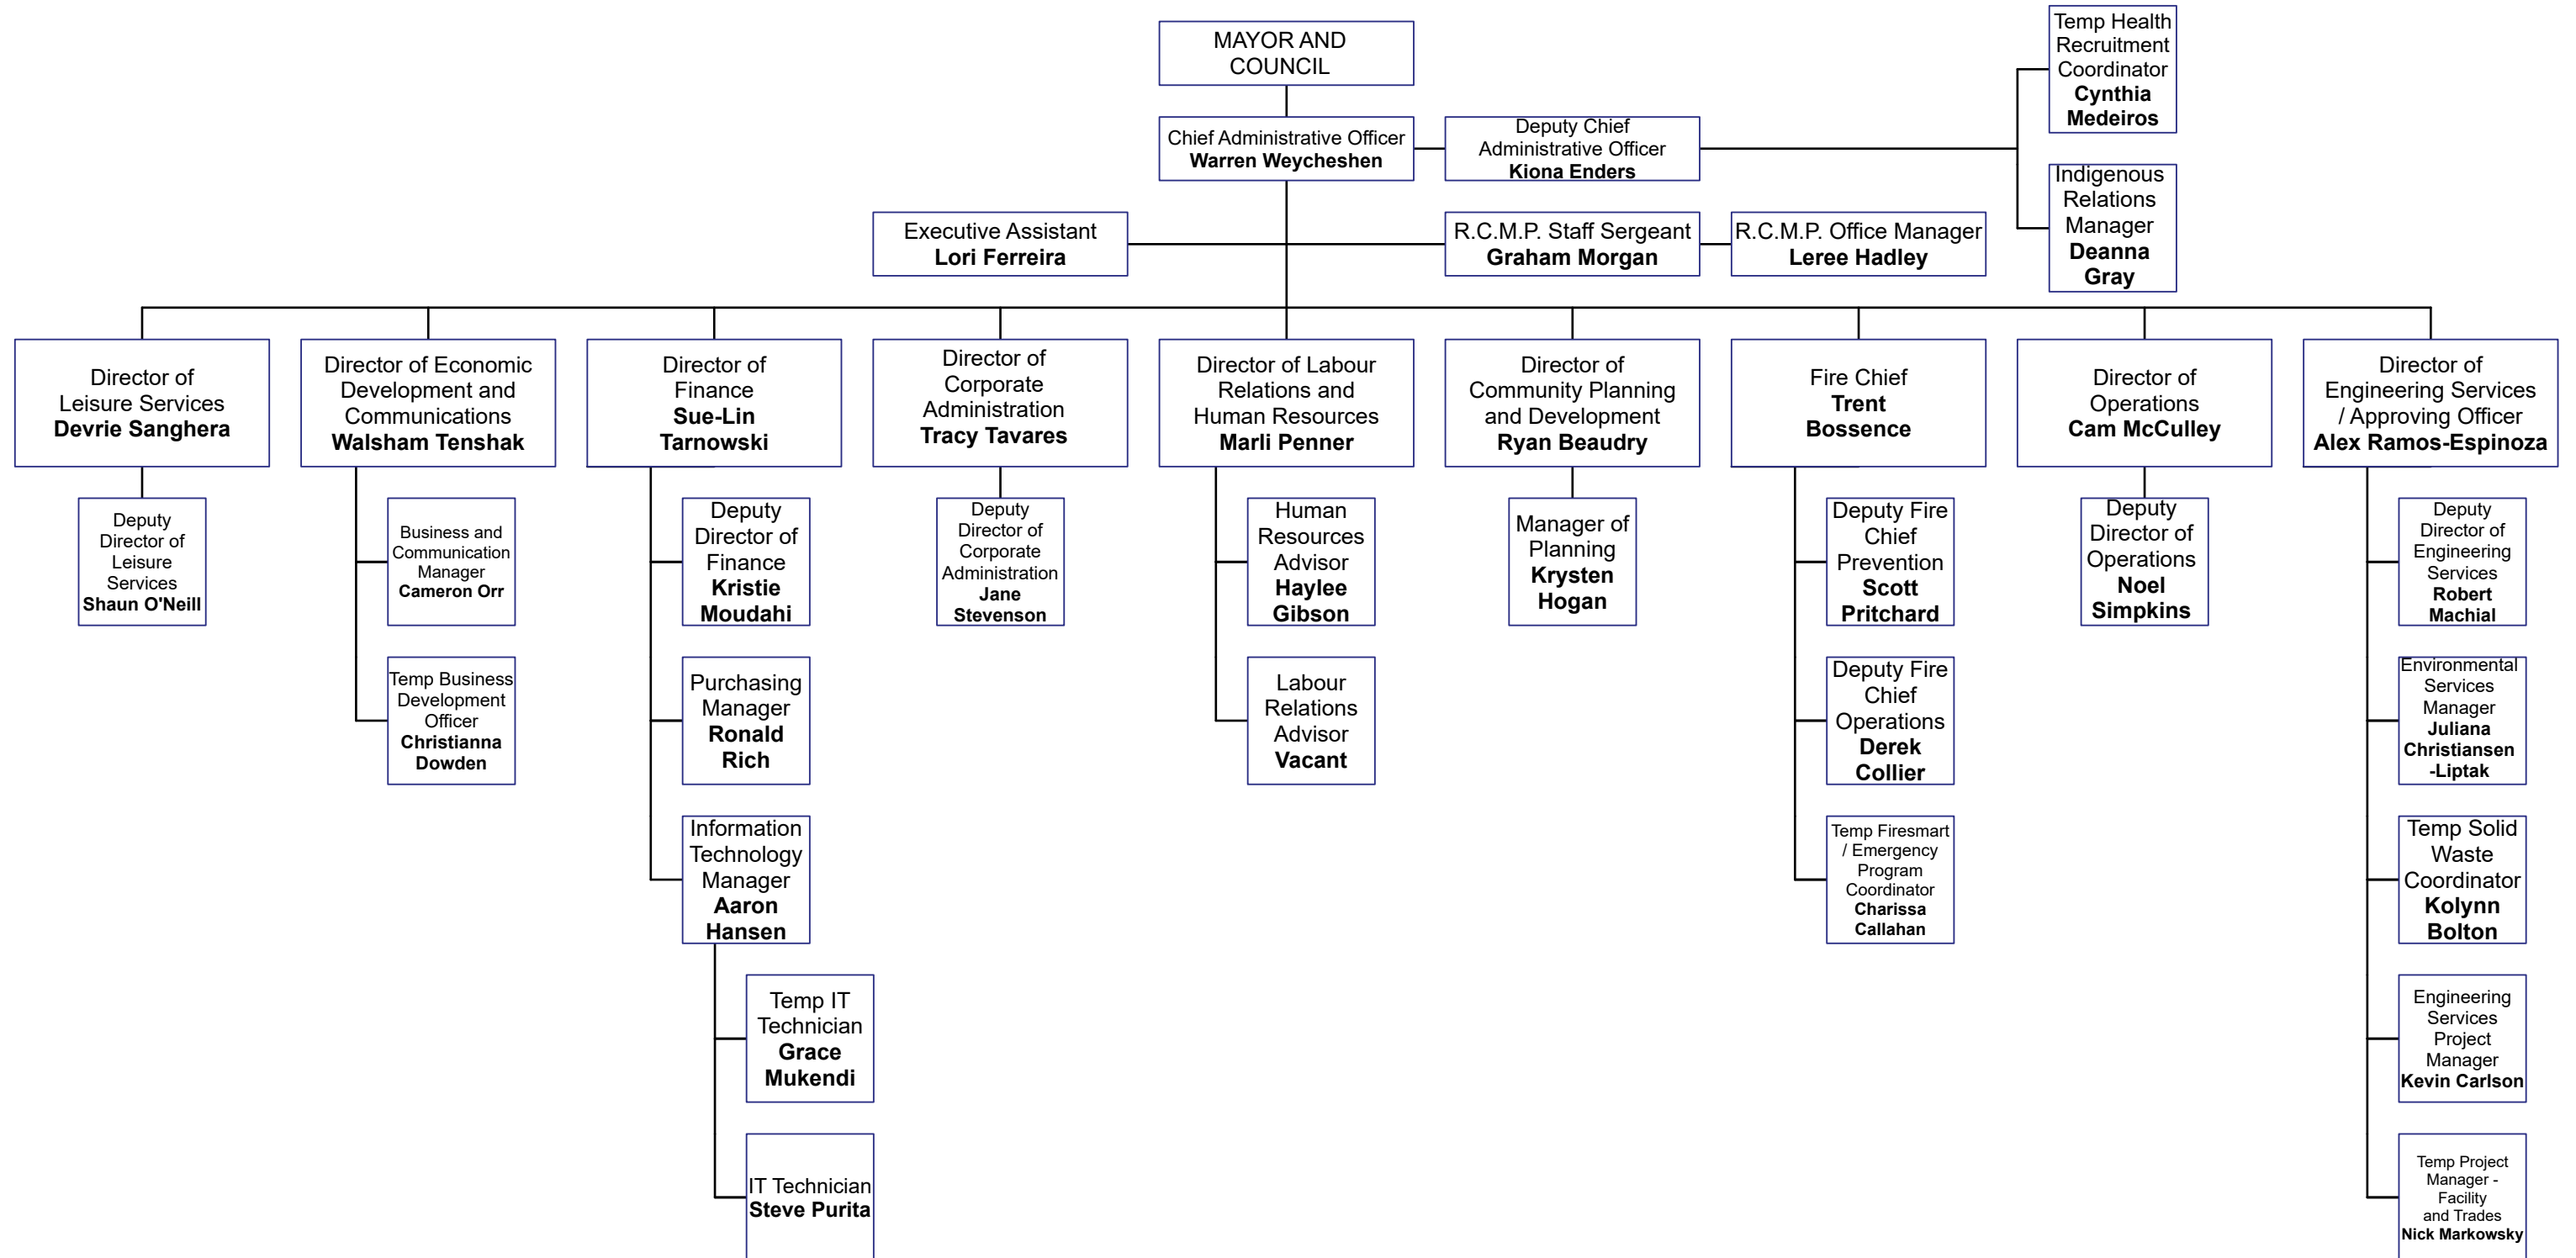 MAYOR AND
COUNCIL
Chief Administrative Officer
Warren Weycheshen
Deputy Chief
Administrative Officer
Kiona Enders
Temp Health
Recruitment
Coordinator
Cynthia
Medeiros
Indigenous
Relations
Manager
Deanna
Gray
Executive Assistant
Lori Ferreira
R.C.M.P. Staff Sergeant
Graham Morgan
R.C.M.P. Office Manager
Leree Hadley
Director of
Leisure Services
Devrie Sanghera
Deputy
Director of
Leisure
Services
Shaun O'Neill
Director of Economic
Development and
Communications
Walsham Tenshak
Business and
Communication
Manager
Cameron Orr
Temp Business
Development
Officer
Christianna
Dowden
Director of
Finance
Sue-Lin
Tarnowski
Deputy
Director of
Finance
Kristie
Moudahi
Purchasing
Manager
Ronald
Rich
Information
Technology
Manager
Aaron
Hansen
Temp IT
Technician
Grace
Mukendi
IT Technician
Steve Purita
Director of
Corporate
Administration
Tracy Tavares
Deputy
Director of
Corporate
Administration
Jane
Stevenson
Director of Labour
Relations and
Human Resources
Marli Penner
Human
Resources
Advisor
Haylee
Gibson
Labour
Relations
Advisor
Vacant
Director of
Community Planning
and Development
Ryan Beaudry
Manager of
Planning
Krysten
Hogan
Fire Chief
Trent
Bossence
Deputy Fire
Chief
Prevention
Scott
Pritchard
Deputy Fire
Chief
Operations
Derek
Collier
Temp Firesmart
/ Emergency
Program
Coordinator
Charissa
Callahan
Director of
Operations
Cam McCulley
Deputy
Director of
Operations
Noel
Simpkins
Director of
Engineering Services
/ Approving Officer
Alex Ramos-Espinoza
Deputy
Director of
Engineering
Services
Robert
Machial
Environmental
Services
Manager
Juliana
Christiansen
-Liptak
Temp Solid
Waste
Coordinator
Kolynn
Bolton
Engineering
Services
Project
Manager
Kevin Carlson
Temp Project
Manager -
Facility
and Trades
Nick Markowsky